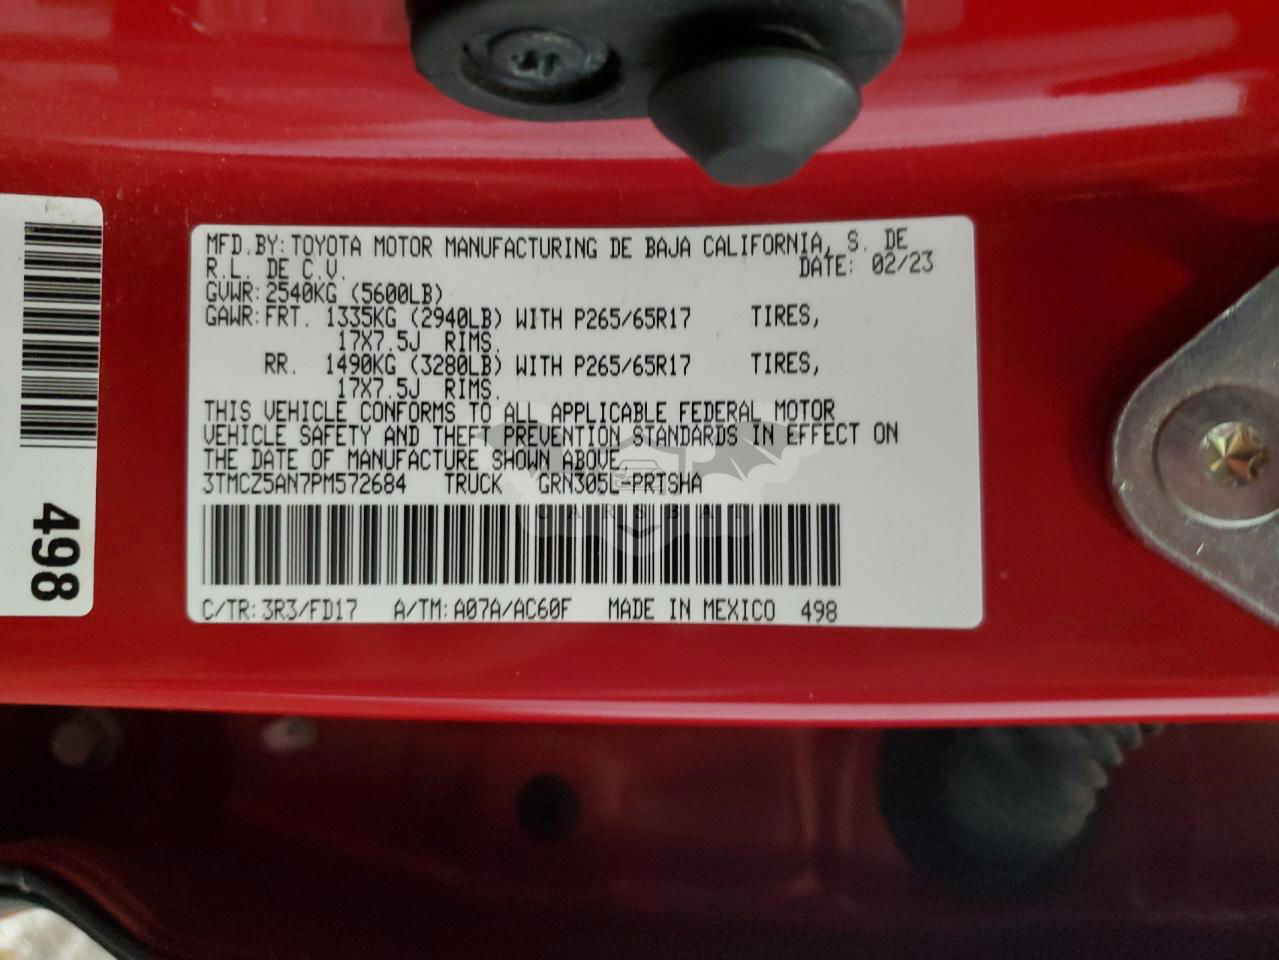 MFD.BY:TOYOTA MOTOR MANUFACTURING DE BAJA CALIFORNIA, S. DE
R.L. DE C.V. DATE: 02/23
GVWR:2540KG (5600LB)
GAWR:FRT. 1335KG (2940LB) WITH P265/65R17 TIRES,
17X7.5J RIMS.
RR. 1490KG (3280LB) WITH P265/65R17 TIRES,
17X7.5J RIMS.
THIS VEHICLE CONFORMS TO ALL APPLICABLE FEDERAL MOTOR
VEHICLE SAFETY AND THEFT PREVENTION STANDARDS IN EFFECT ON
THE DATE OF MANUFACTURE SHOWN ABOVE.
3TMCZ5AN7PM572684 TRUCK GRN305L-PRTSHA
CARSBAT
C/TR:3R3/FD17 A/TM:A07A/AC60F MADE IN MEXICO 498
498